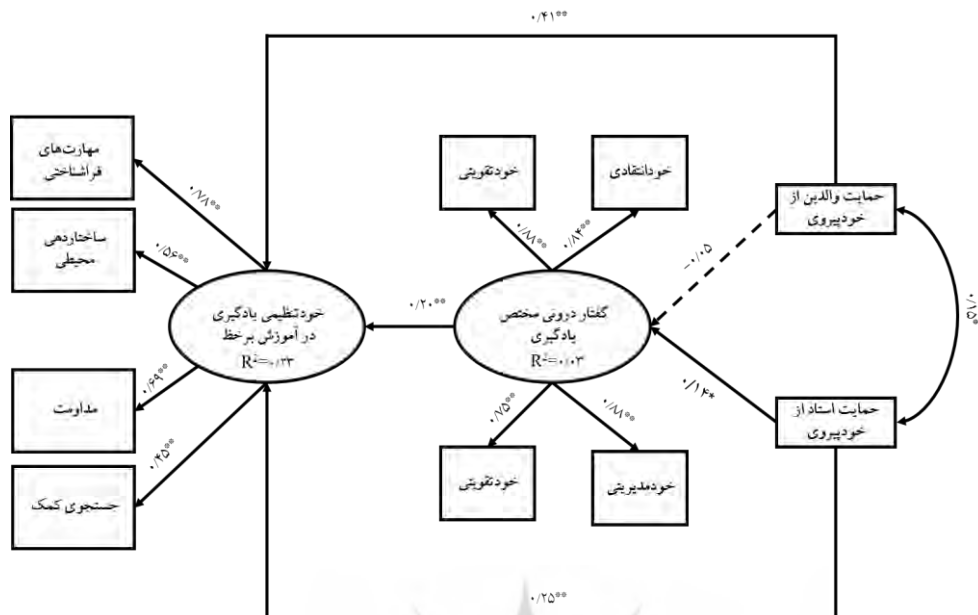 ۰/۴۱**
مهارت‌های
فراشناختی
خودتقویتی
خودانتقادی
۰/۷۸**
حمایت والدین از
خودپیروی
ساختاردهی
محیطی
۰/۵۶**
۰/۸۸**
۰/۸۴**
-۰/۰۵
خودتنظیمی یادگیری
در آموزش برخط
R²=۰/۳۳
۰/۲۰**
گفتار درونی مختص
یادگیری
R²=۰/۰۳
۰/۱۵*
مداومت
۰/۶۹**
۰/۱۴*
حمایت استاد از
خودپیروی
۰/۷۵**
۰/۸۸**
جستجوی کمک
۰/۴۵**
خودتقویتی
خودمدیریتی
۰/۲۵**